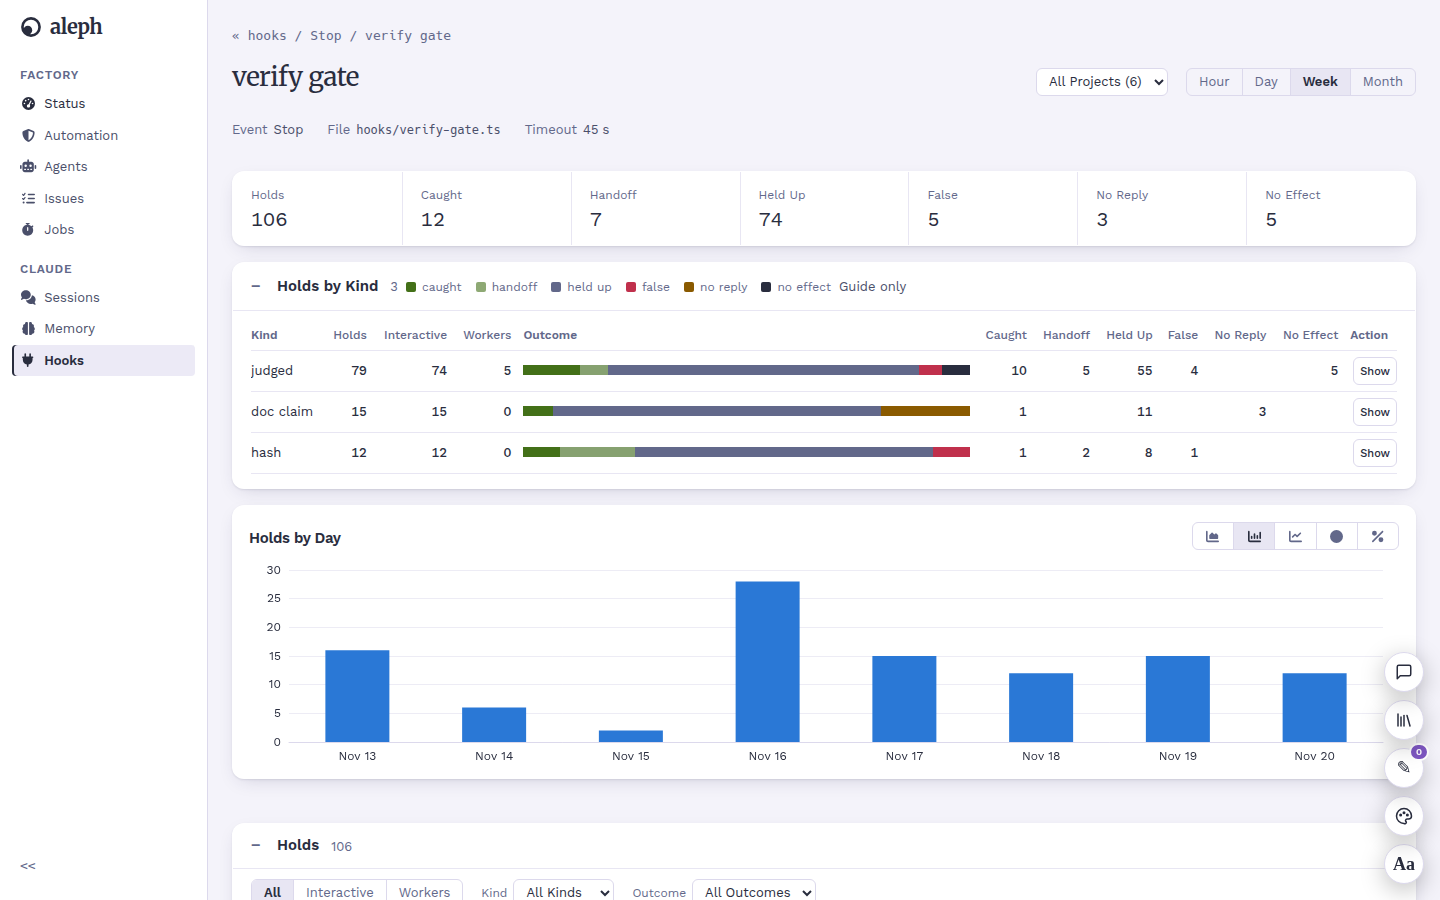 aleph
FACTORY
Status
Automation
Agents
Issues
Jobs
CLAUDE
Sessions
Memory
Hooks
<<
« hooks / Stop / verify gate
verify gate
All Projects (6)
Hour Day Week Month
Event Stop File hooks/verify-gate.ts Timeout 45 s
Holds Caught Handoff Held Up False No Reply No Effect
106 12 7 74 5 3 5
− Holds by Kind 3 caught handoff held up false no reply no effect Guide only
Kind Holds Interactive Workers Outcome Caught Handoff Held Up False No Reply No Effect Action
judged 79 74 5 10 5 55 4 5 Show
doc claim 15 15 0 1 11 3 Show
hash 12 12 0 1 2 8 1 Show
Holds by Day
30
25
20
15
10
5
0
Nov 13 Nov 14 Nov 15 Nov 16 Nov 17 Nov 18 Nov 19 Nov 20
0
Aa
− Holds 106
All Interactive Workers Kind All Kinds Outcome All Outcomes